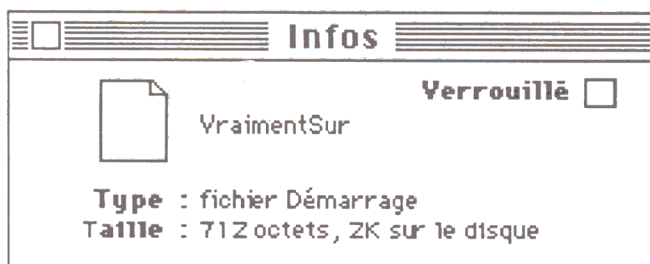 Infos
Verrouillé
VraimentSur
Type : fichier Démarrage
Taille : 712 octets, 2K sur le disque